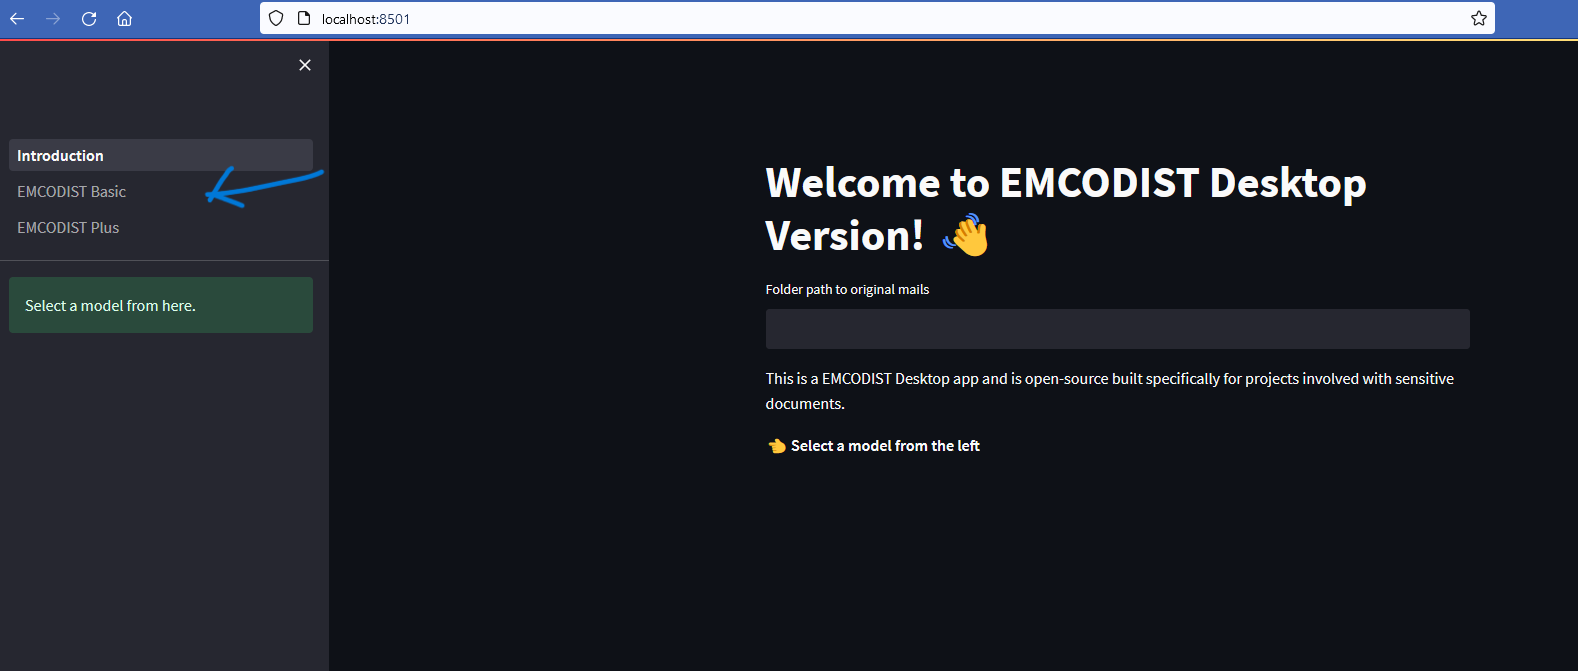 localhost:8501
Introduction
EMCODIST Basic
EMCODIST Plus
Select a model from here.
Welcome to EMCODIST Desktop
Version! 👋
Folder path to original mails
This is a EMCODIST Desktop app and is open-source built specifically for projects involved with sensitive
documents.
👈 Select a model from the left